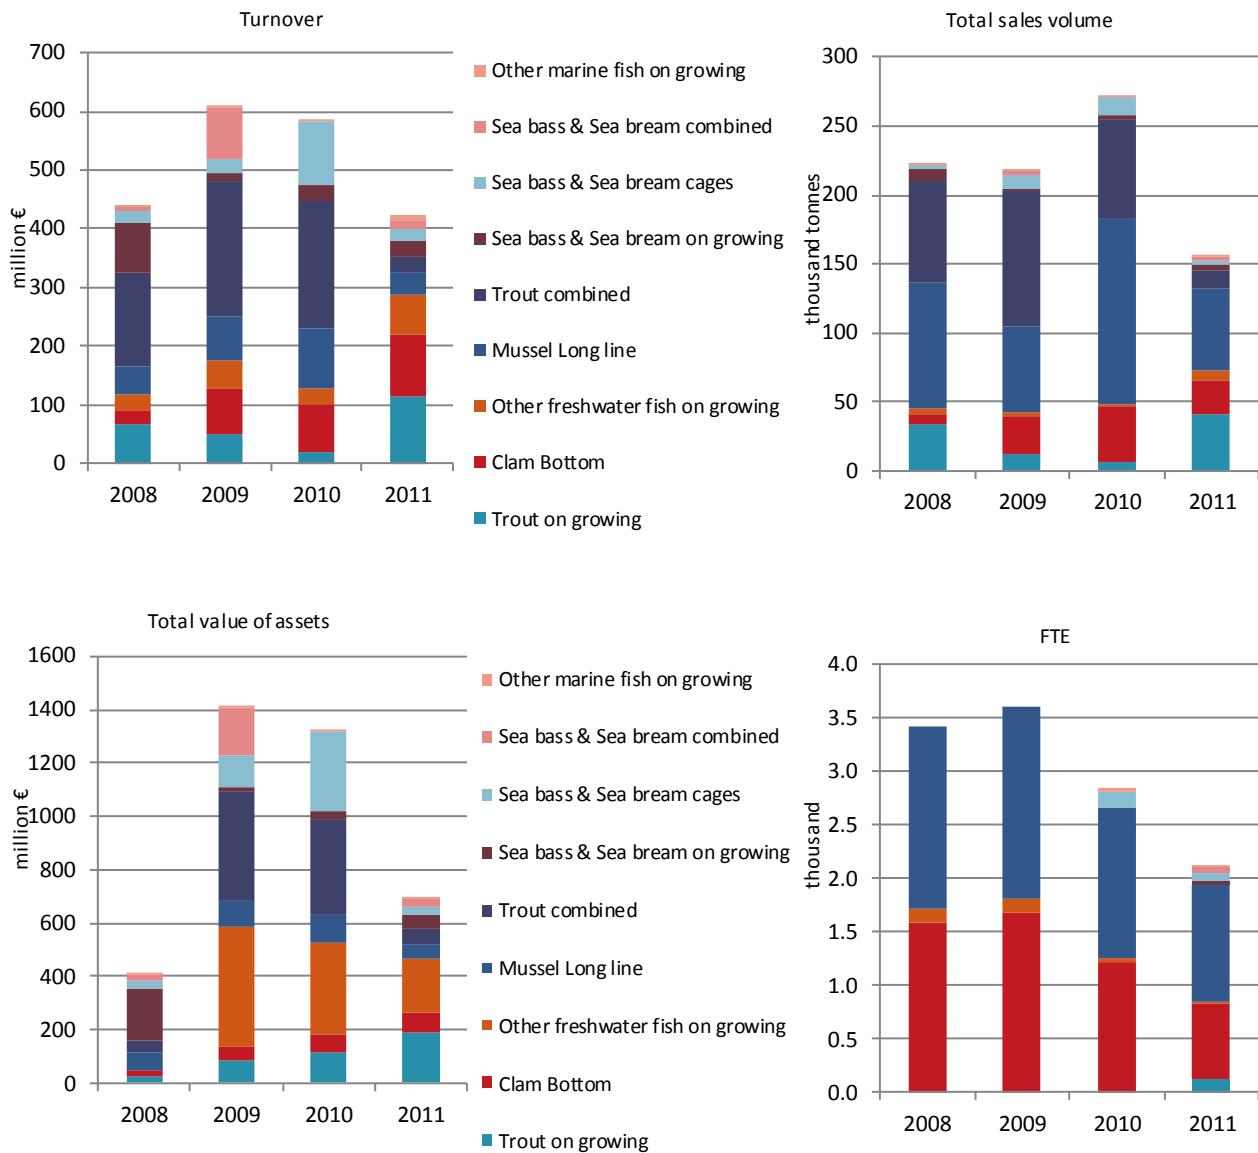 Turnover
700
600
500
400
300
200
100
0
million €
2008
2009
2010
2011
Other marine fish on growing
Sea bass & Sea bream combined
Sea bass & Sea bream cages
Sea bass & Sea bream on growing
Trout combined
Mussel Long line
Other freshwater fish on growing
Clam Bottom
Trout on growing
Total sales volume
300
250
200
150
100
50
0
thousand tonnes
2008
2009
2010
2011
Total value of assets
1600
1400
1200
1000
800
600
400
200
0
million €
2008
2009
2010
2011
Other marine fish on growing
Sea bass & Sea bream combined
Sea bass & Sea bream cages
Sea bass & Sea bream on growing
Trout combined
Mussel Long line
Other freshwater fish on growing
Clam Bottom
Trout on growing
FTE
4.0
3.5
3.0
2.5
2.0
1.5
1.0
0.5
0.0
thousand
2008
2009
2010
2011